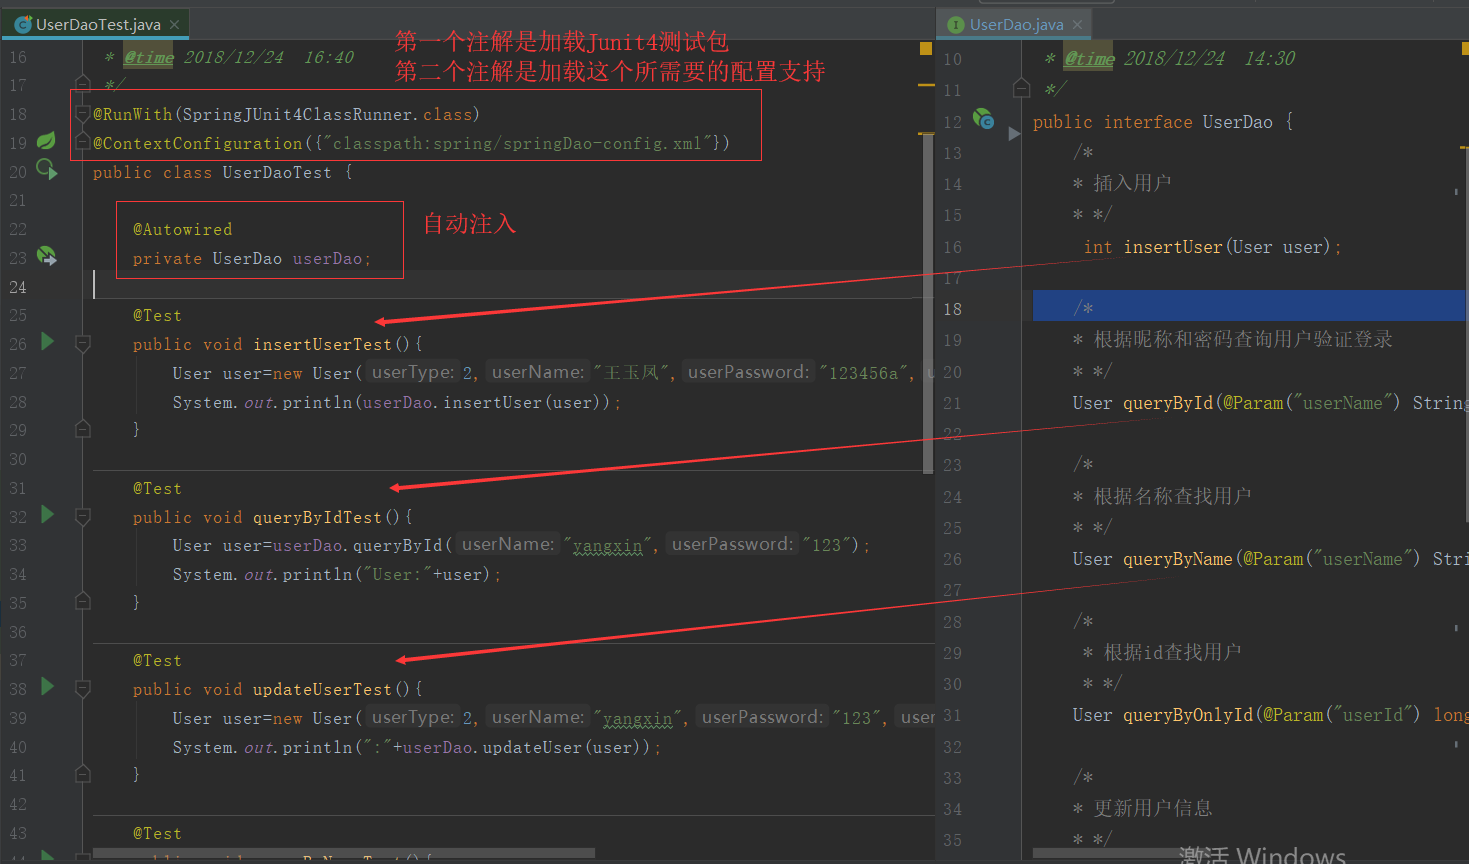 UserDaoTest.java
16 * @time 2018/12/24 16:40
17 */
18 @RunWith(SpringJUnit4ClassRunner.class)
19 @ContextConfiguration({"classpath:spring/springDao-config.xml"})
20 public class UserDaoTest {
21
22 @Autowired
23 private UserDao userDao;
24
25 @Test
26 public void insertUserTest(){
27 User user=new User( userType: 2, userName: "王玉凤", userPassword: "123456a",
28 System.out.println(userDao.insertUser(user));
29 }
30
31 @Test
32 public void queryByIdTest(){
33 User user=userDao.queryById( userName: "yangxin", userPassword: "123");
34 System.out.println("User:"+user);
35 }
36
37 @Test
38 public void updateUserTest(){
39 User user=new User( userType: 2, userName: "yangxin", userPassword: "123", user
40 System.out.println(":"+userDao.updateUser(user));
41 }
42
43 @Test
第一个注解是加载Junit4测试包
第二个注解是加载这个所需要的配置支持
自动注入
UserDao.java
10 * @time 2018/12/24 14:30
11 */
12 public interface UserDao {
13 /*
14 * 插入用户
15 * */
16 int insertUser(User user);
17
18 /*
19 * 根据昵称和密码查询用户验证登录
20 * */
21 User queryById(@Param("userName") String
22
23 /*
24 * 根据名称查找用户
25 * */
26 User queryByName(@Param("userName") Stri
27
28 /*
29 * 根据id查找用户
30 * */
31 User queryByOnlyId(@Param("userId") long
32
33 /*
34 * 更新用户信息
35 * */
激活 Windows